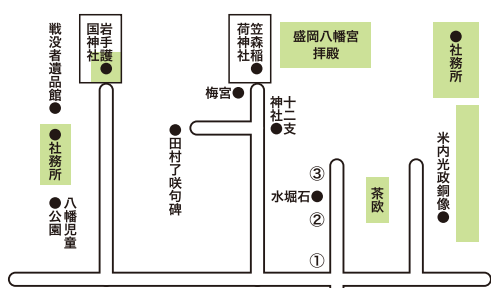 戦没者遺品館
岩手護
国神社
笠森稲
荷神社
盛岡八幡宮
拝殿
社務所
梅宮
十二支
神社
田村了咲句碑
社務所
八幡児童
公園
米内光政銅像
茶欧
水堀石
③
②
①